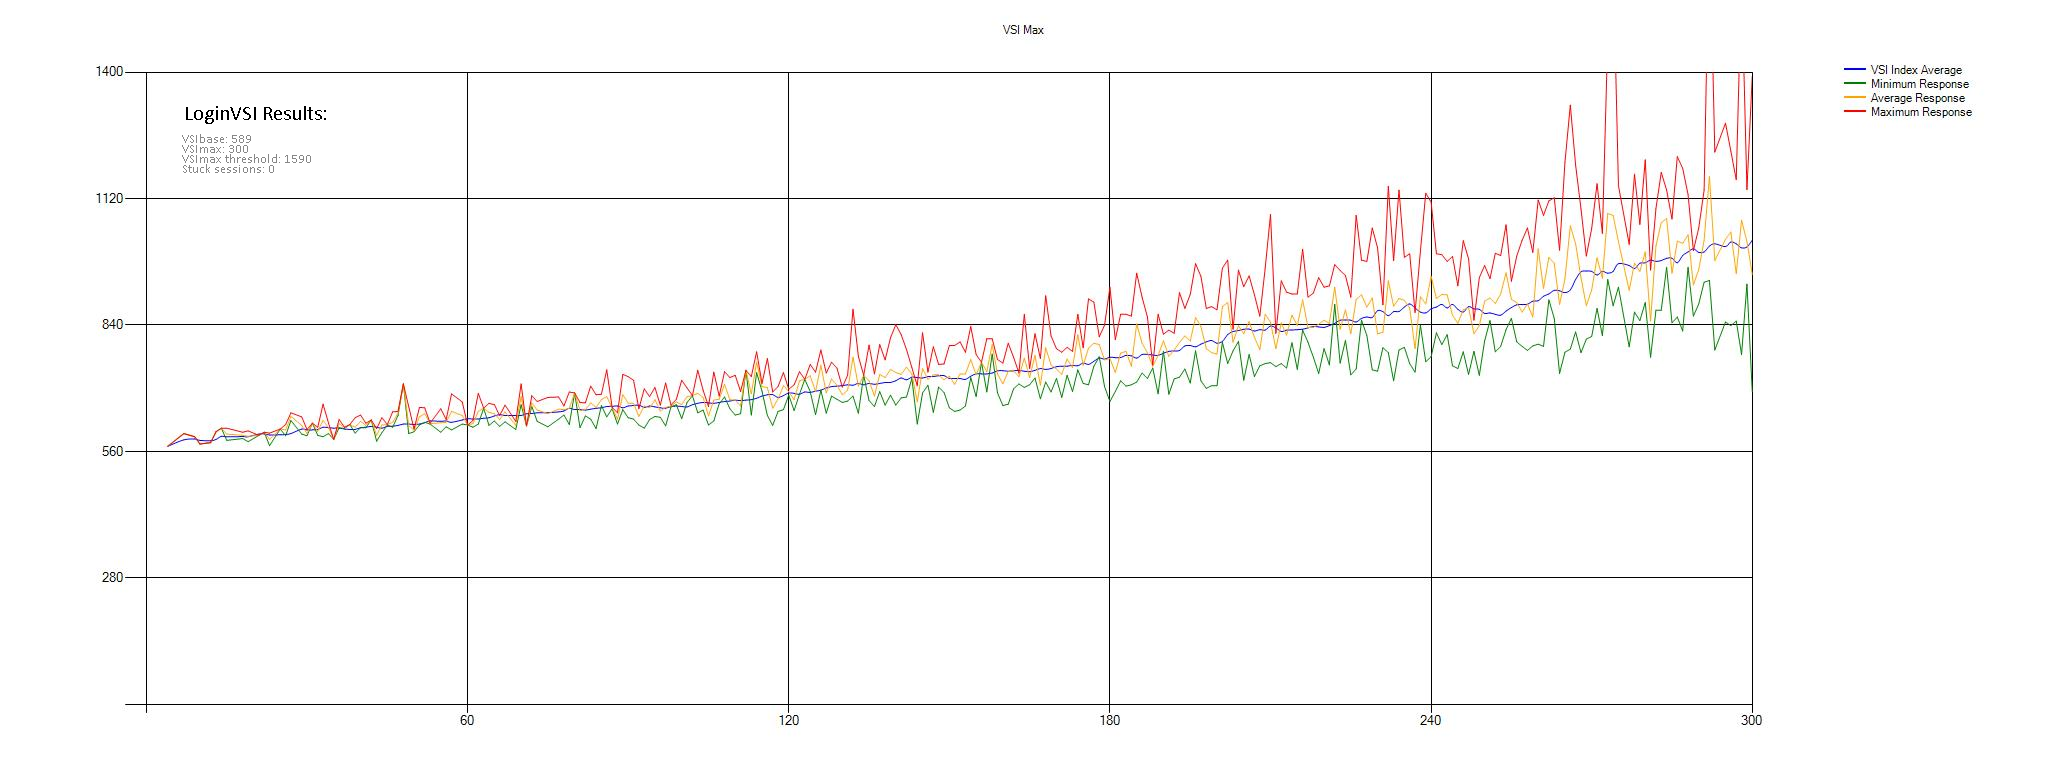 VSI Max
1400
1120
840
560
280
60
120
180
240
300
LoginVSI Results:
VSIbase: 589
VSImax: 300
VSImax threshold: 1590
Stuck sessions: 0
VSI Index Average
Minimum Response
Average Response
Maximum Response